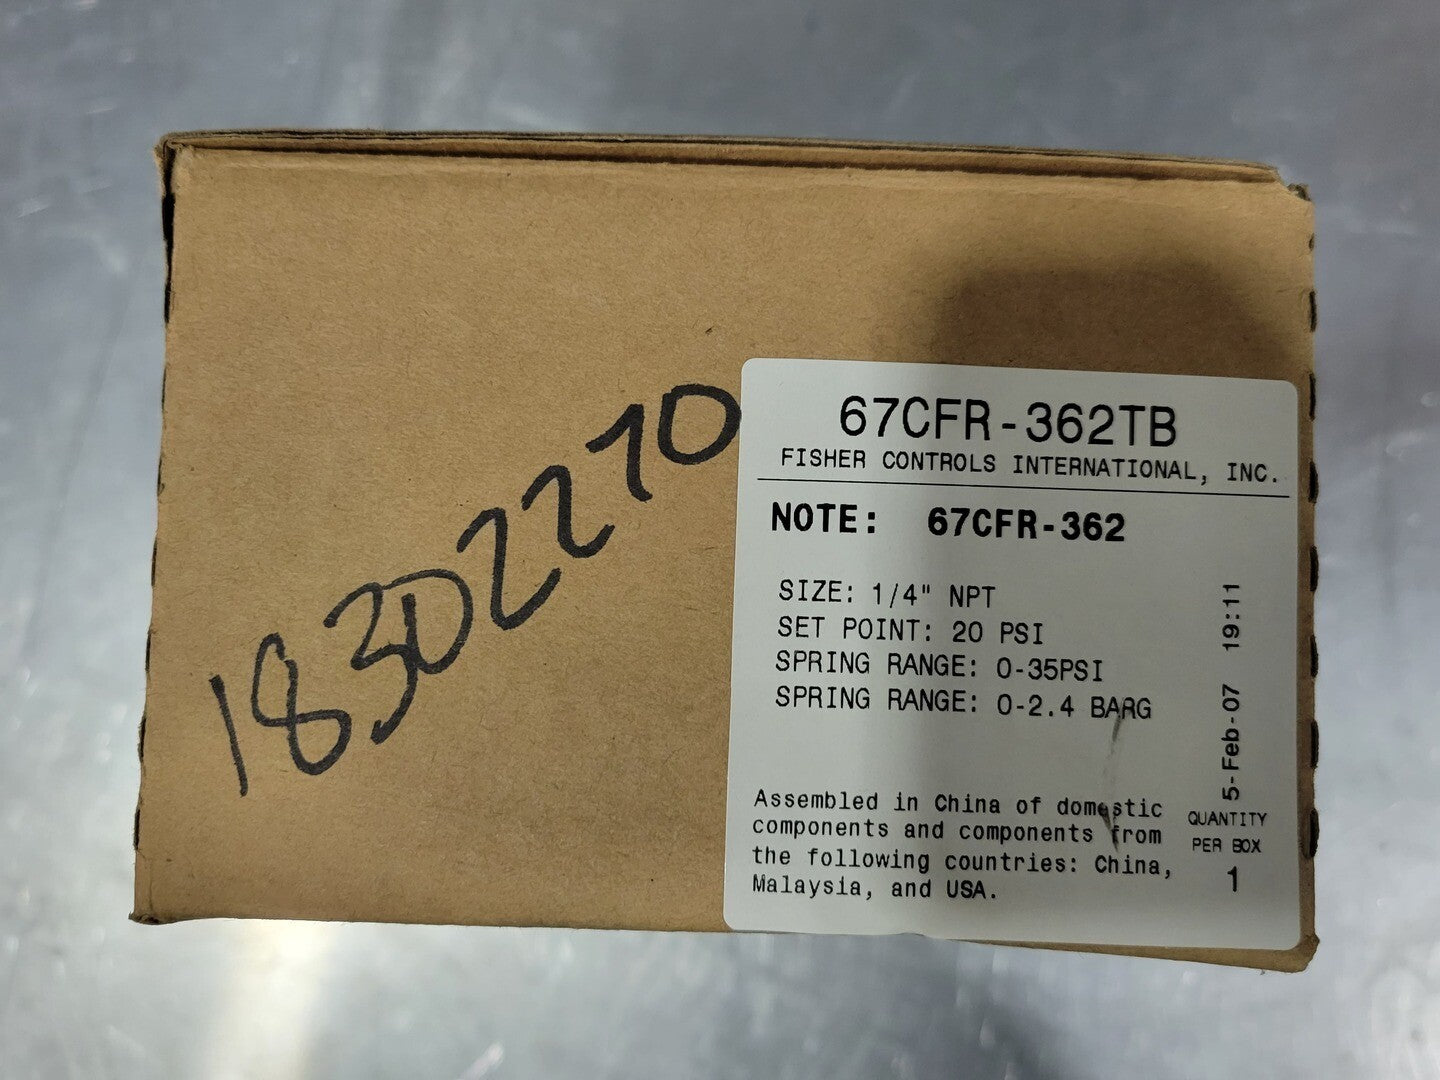 18302270
67CFR-362TB
FISHER CONTROLS INTERNATIONAL, INC.
NOTE: 67CFR-362
SIZE: 1/4" NPT
SET POINT: 20 PSI
SPRING RANGE: 0-35PSI
SPRING RANGE: 0-2.4 BARG
5-Feb-07 19:11
Assembled in China of domestic
components and components from
the following countries: China,
Malaysia, and USA.
QUANTITY
PER BOX
1